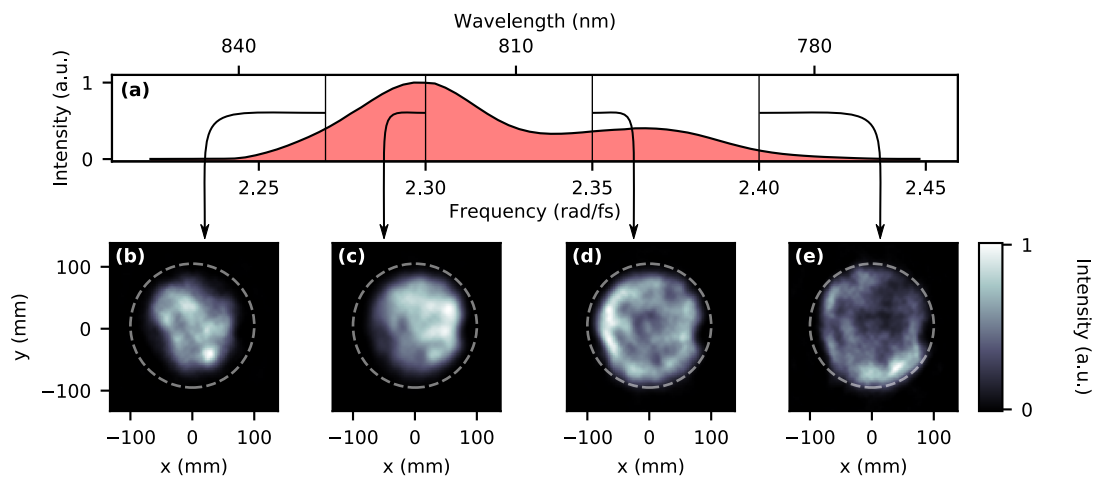 Wavelength (nm)
840 810 780
(a)
Intensity (a.u.)
1
0
2.25 2.30 2.35 2.40 2.45
Frequency (rad/fs)
(b) (c) (d) (e)
y (mm)
100
0
−100
−100 0 100 −100 0 100 −100 0 100 −100 0 100
x (mm) x (mm) x (mm) x (mm)
1
0
Intensity (a.u.)